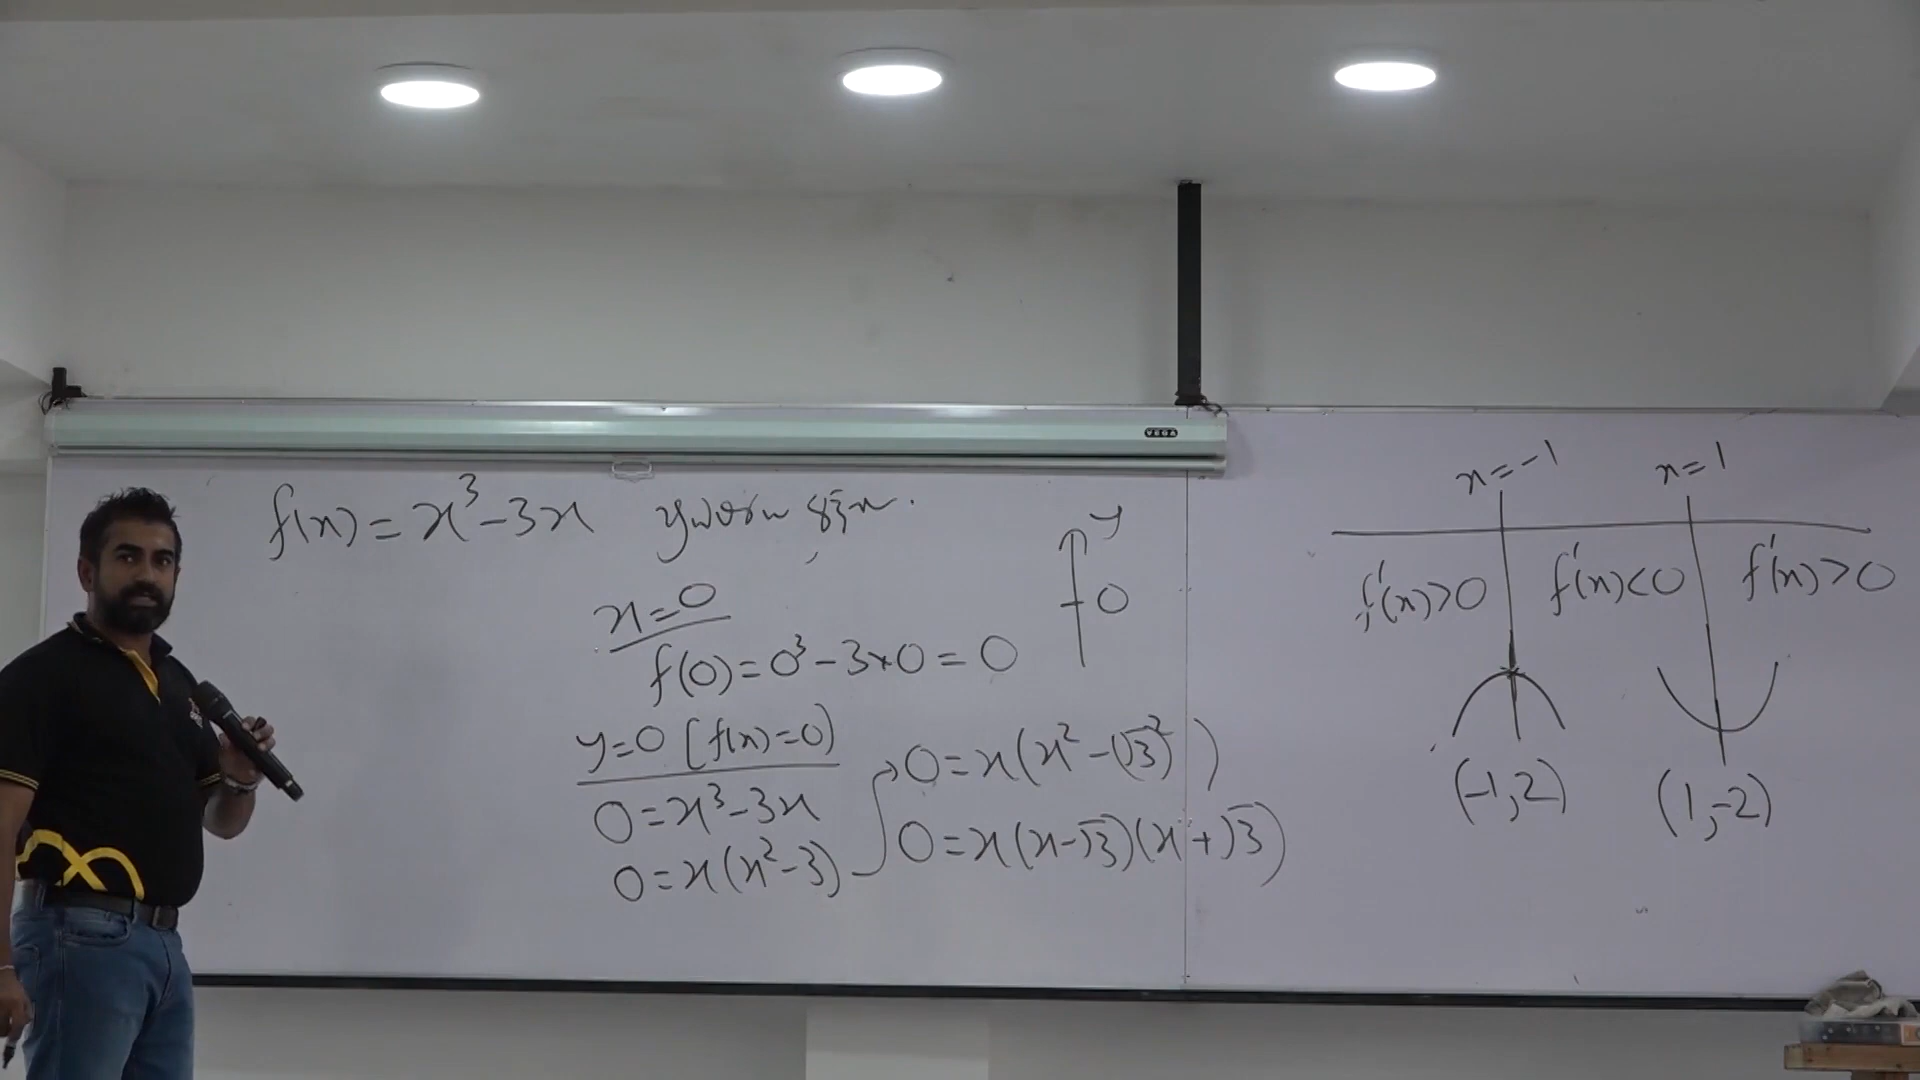 VEGA
f(x) = x³ - 3x
x = 0
f(0) = 0³ - 3×0 = 0
y
0
y = 0 [f(x) = 0)
0 = x³ - 3x
0 = x(x² - 3)
0 = x(x² - (√3)²)
0 = x(x - √3)(x + √3)
x = -1 x = 1
f'(x) > 0 f'(x) < 0 f'(x) > 0
(-1, 2) (1, -2)